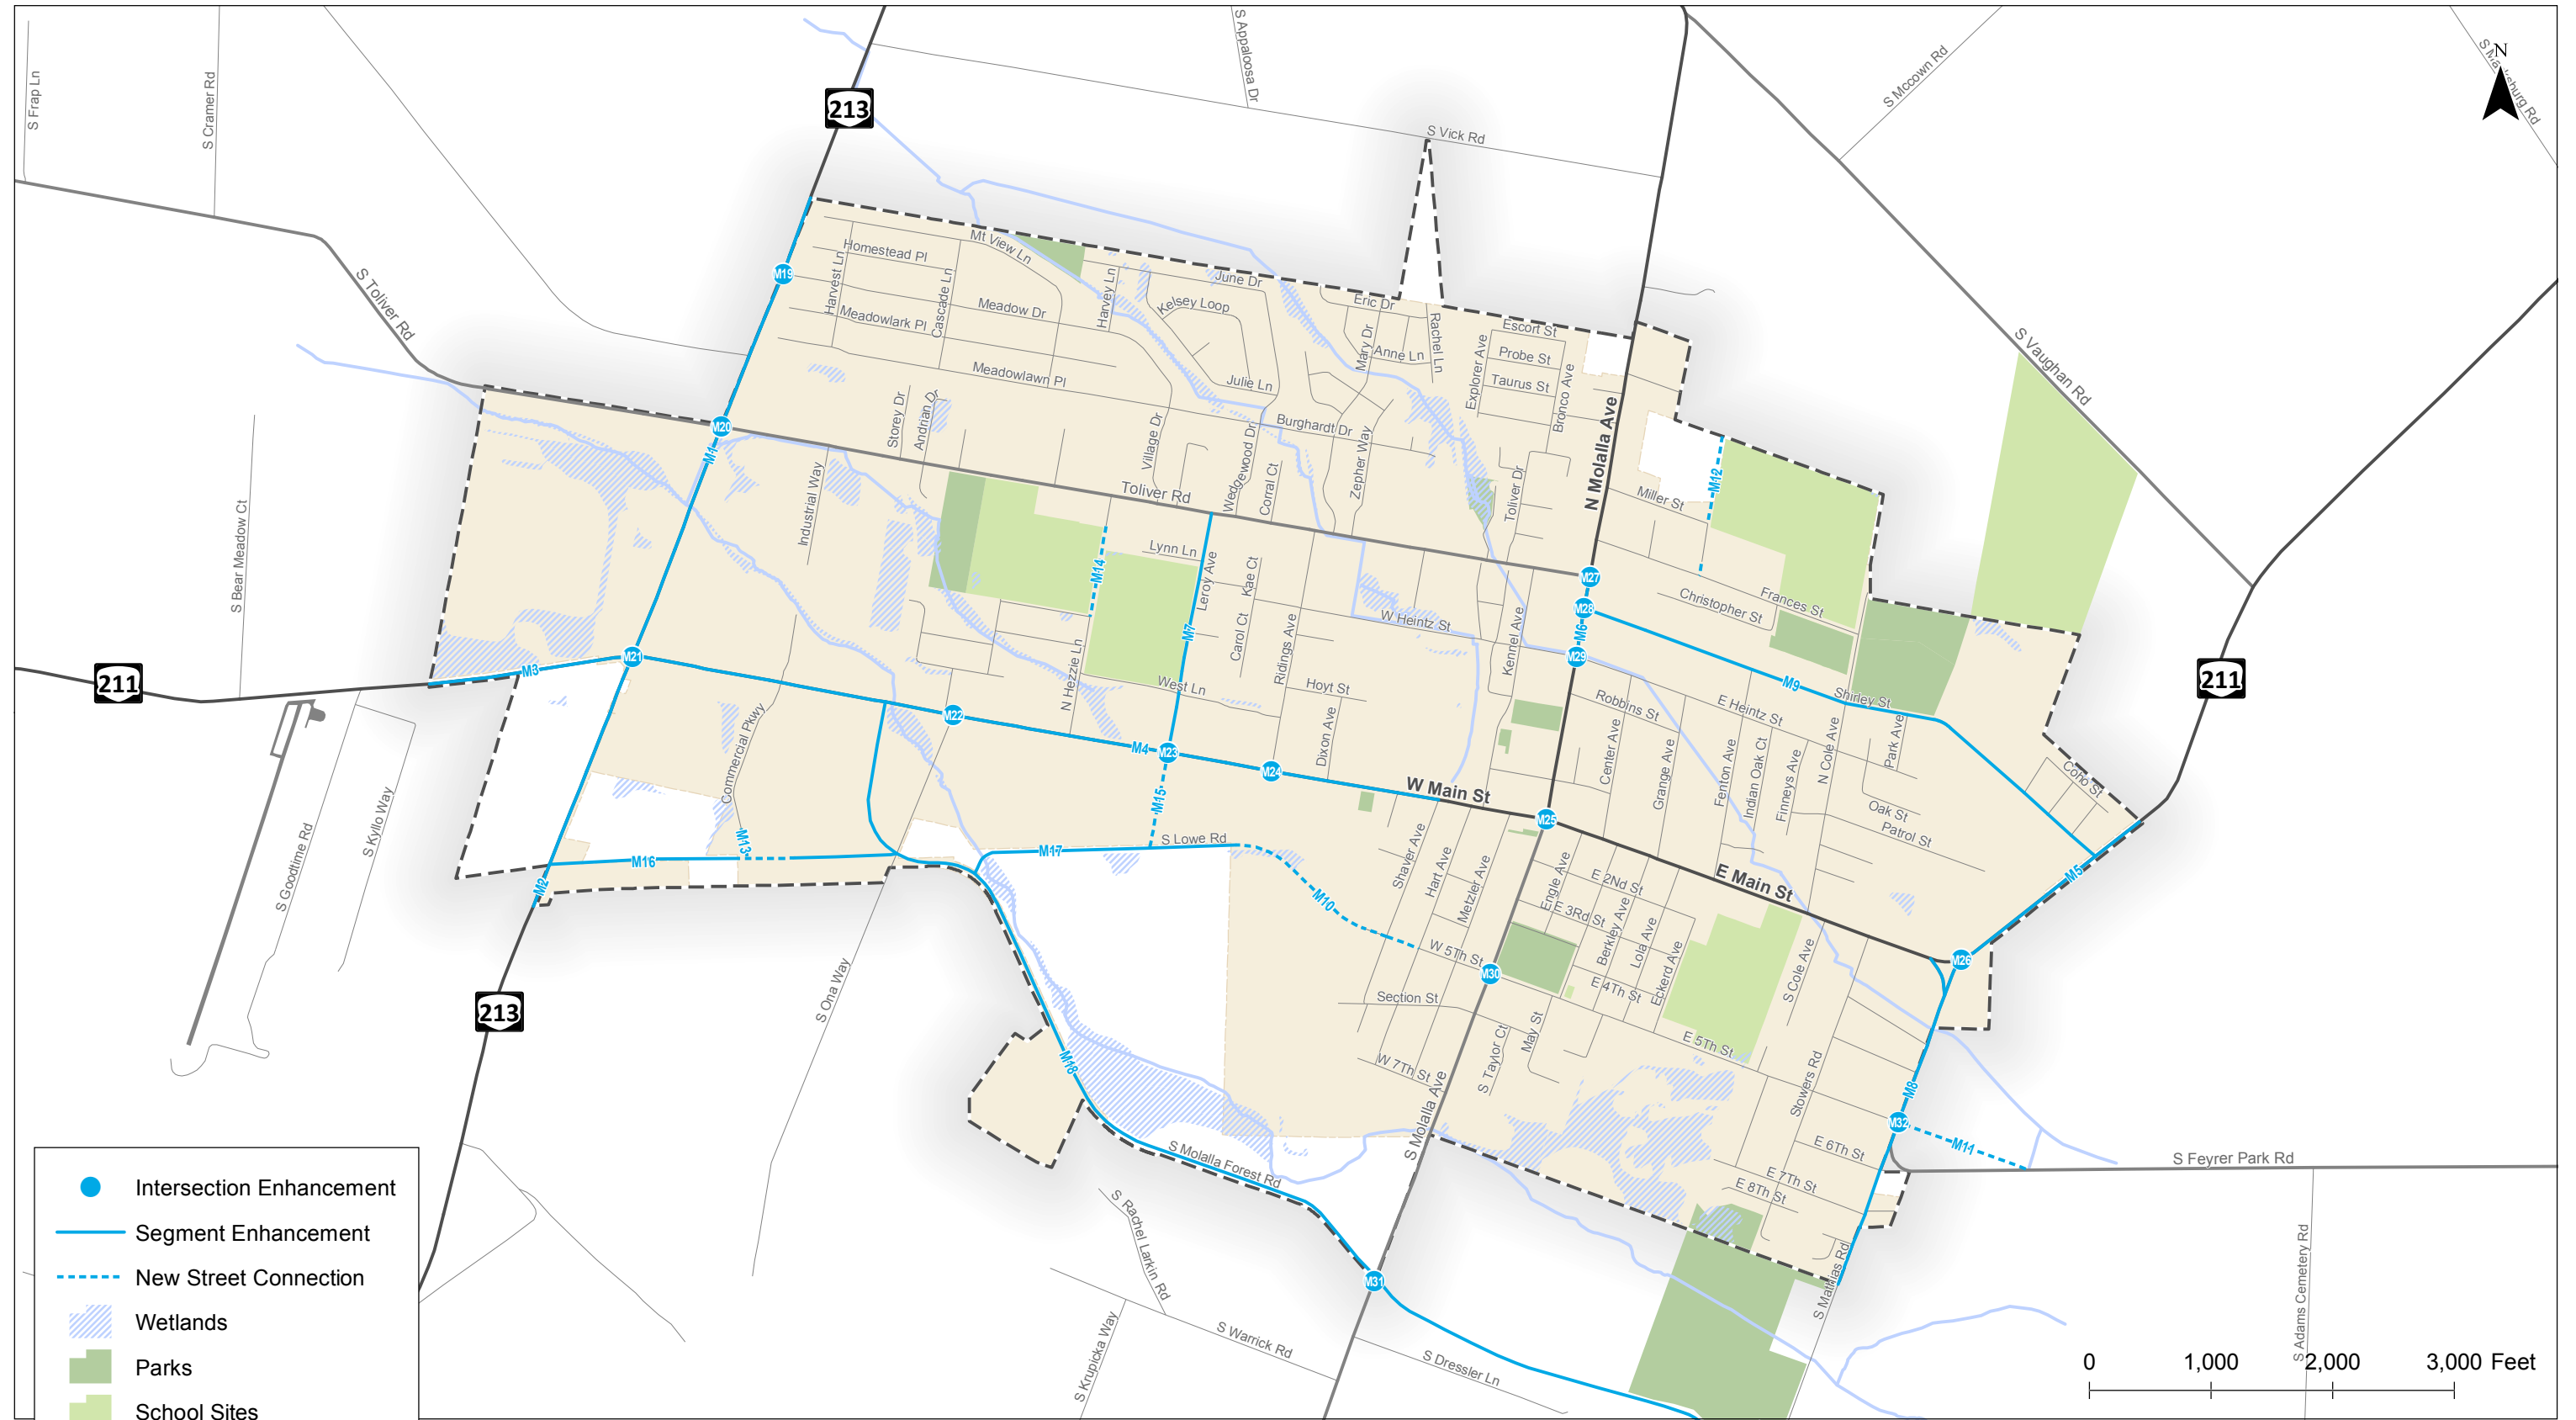 S Frap Ln
S Cramer Rd
213
S Appaloosa Dr
S Vick Rd
S Mccown Rd
N
S Toliver Rd
M19
Homestead Pl
Harvest Ln
Mt View Ln
Cascade Ln
Meadow Dr
Meadowlark Pl
Meadowlawn Pl
Harvey Ln
June Dr
Kelsey Loop
Julie Ln
Eric Dr
Mary Dr
Anne Ln
Rachel Ln
Explorer Ave
Escort St
Probe St
Taurus St
Bronco Ave
N Molalla Ave
S Vaughan Rd
M20
M1
Storey Dr
Andrian Dr
Village Dr
Burghardt Dr
Wedgewood Dr
Corral Ct
Zepher Way
Toliver Dr
Industrial Way
Toliver Rd
Miller St
M12
S Bear Meadow Ct
M14
Lynn Ln
Leroy Ave
Kae Ct
M7
Carol Ct
Ridings Ave
W Heintz St
Kennel Ave
M27
M28
M6
M29
Christopher St
Frances St
211
M3
M21
N Hezzie Ln
West Ln
Hoyt St
Dixon Ave
M9
Shirley St
211
Robbins St
E Heintz St
M22
M4
M23
M24
Commercial Pkwy
W Main St
Center Ave
Grange Ave
Fenton Ave
Indian Oak Ct
Finneys Ave
N Cole Ave
Park Ave
Oak St
Patrol St
Coho St
S Goodtime Rd
S Kyllo Way
M15
M25
M13
M16
M2
M17
S Lowe Rd
M10
Shaver Ave
Hart Ave
Metzler Ave
Engle Ave
E 2Nd St
E 3Rd St
Berkley Ave
Lola Ave
Eckerd Ave
E Main St
M5
213
S Ona Way
W 5Th St
M30
E 4Th St
S Cole Ave
M26
Section St
E 5Th St
M18
W 7Th St
S Taylor Ct
May St
Stowers Rd
M8
M32
M11
E 6Th St
S Feyrer Park Rd
S Molalla Forest Rd
S Molalla Ave
E 7Th St
E 8Th St
S Rachel Larkin Rd
M31
S Mathias Rd
S Adams Cemetery Rd
S Krupicka Way
S Warrick Rd
S Dressler Ln
Intersection Enhancement
Segment Enhancement
New Street Connection
Wetlands
Parks
School Sites
0 1,000 2,000 3,000 Feet